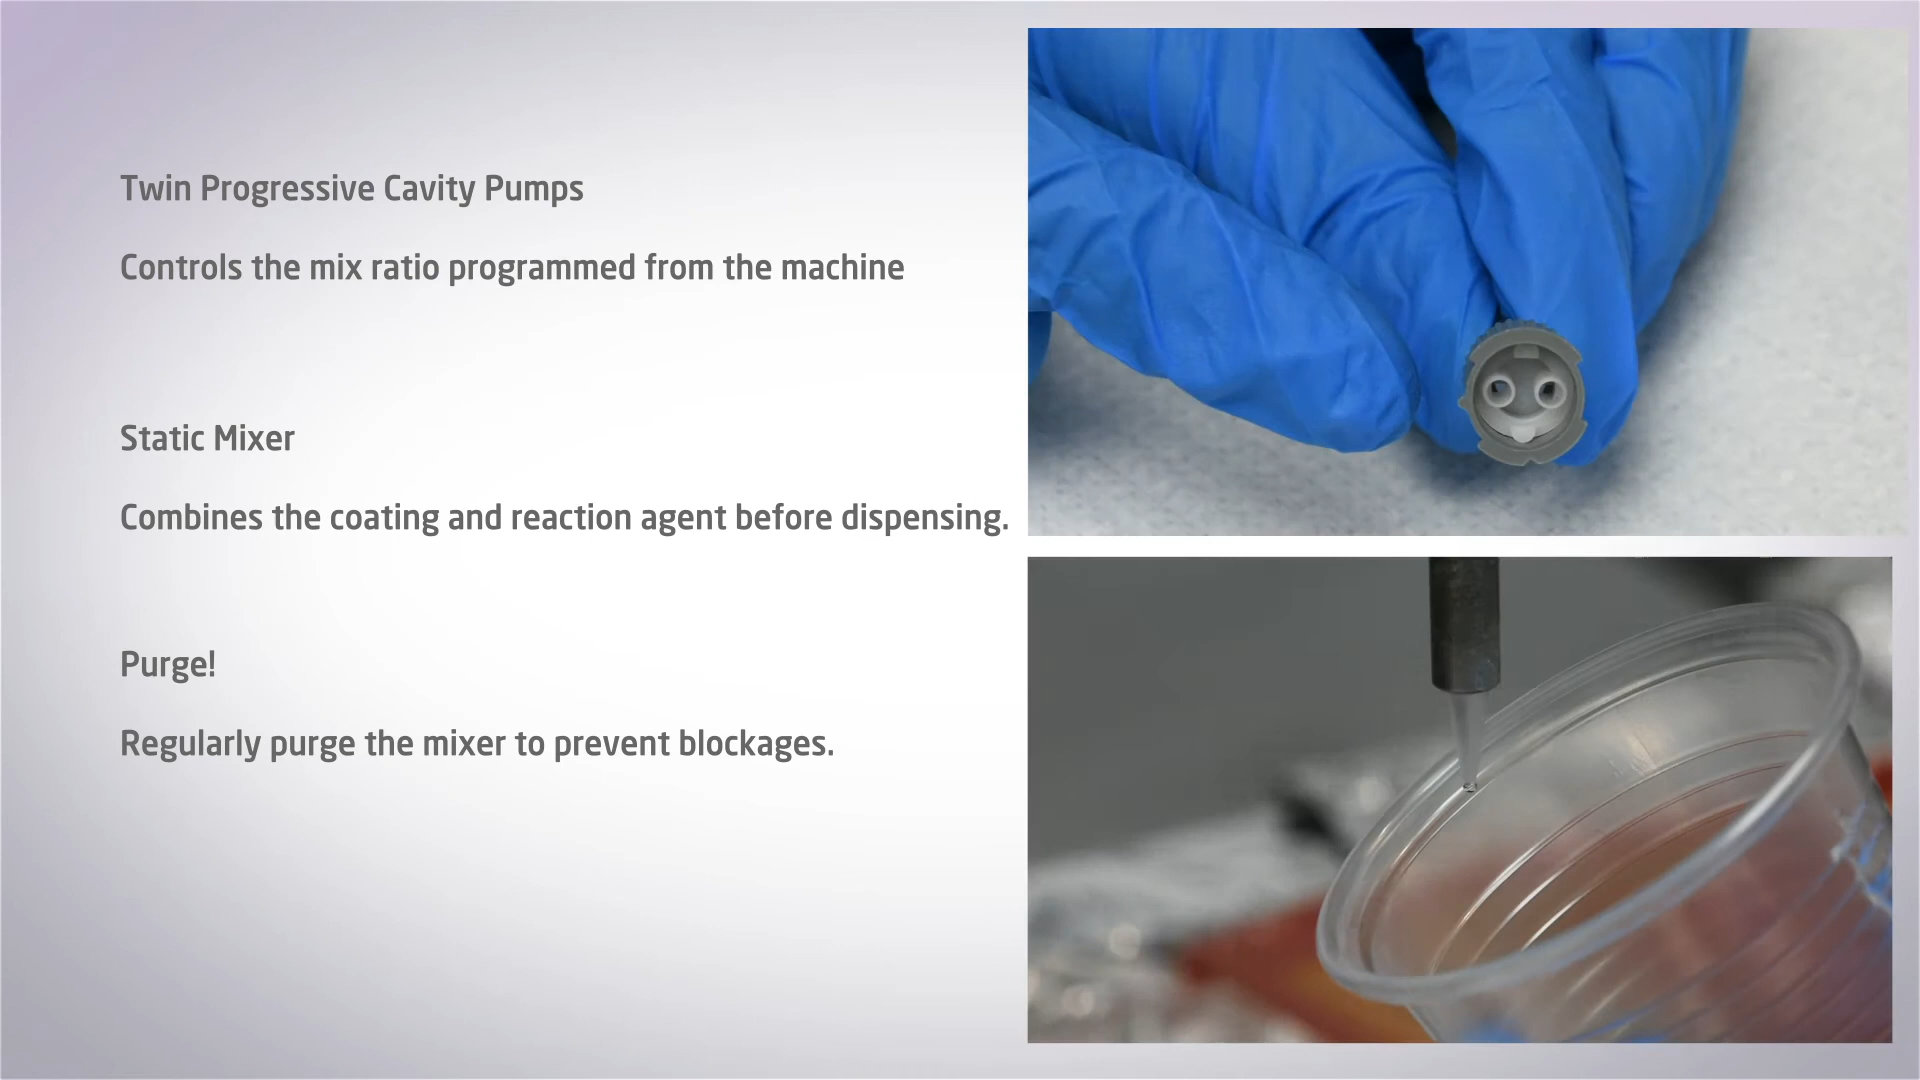 Twin Progressive Cavity Pumps
Controls the mix ratio programmed from the machine
Static Mixer
Combines the coating and reaction agent before dispensing.
Purge!
Regularly purge the mixer to prevent blockages.